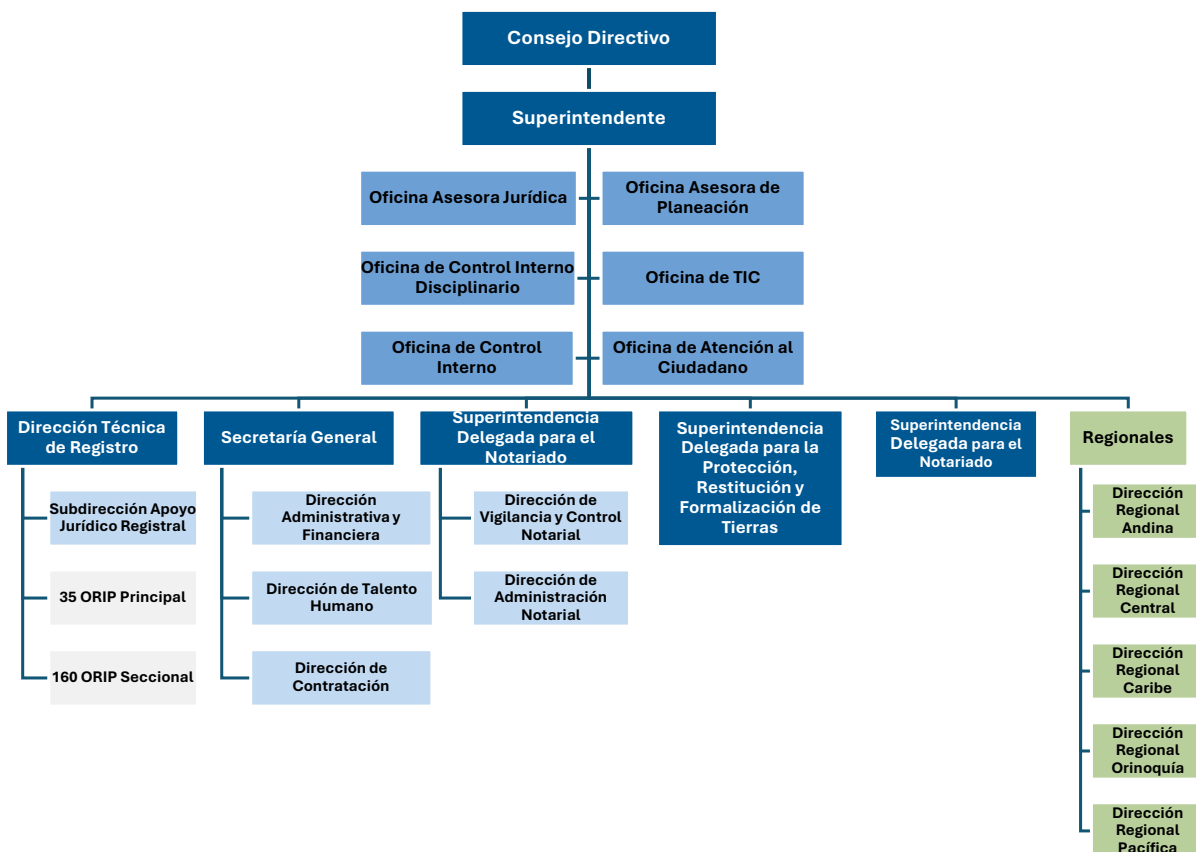 Consejo Directivo
Superintendente
Oficina Asesora Jurídica
Oficina Asesora de
Planeación
Oficina de Control Interno
Disciplinario
Oficina de TIC
Oficina de Control
Interno
Oficina de Atención al
Ciudadano
Dirección Técnica
de Registro
Subdirección Apoyo
Jurídico Registral
35 ORIP Principal
160 ORIP Seccional
Secretaría General
Dirección
Administrativa y
Financiera
Dirección de Talento
Humano
Dirección de
Contratación
Superintendencia
Delegada para el
Notariado
Dirección de
Vigilancia y Control
Notarial
Dirección de
Administración
Notarial
Superintendencia
Delegada para la
Protección,
Restitución y
Formalización de
Tierras
Superintendencia
Delegada para el
Notariado
Regionales
Dirección
Regional
Andina
Dirección
Regional
Central
Dirección
Regional
Caribe
Dirección
Regional
Orinoquía
Dirección
Regional
Pacífica